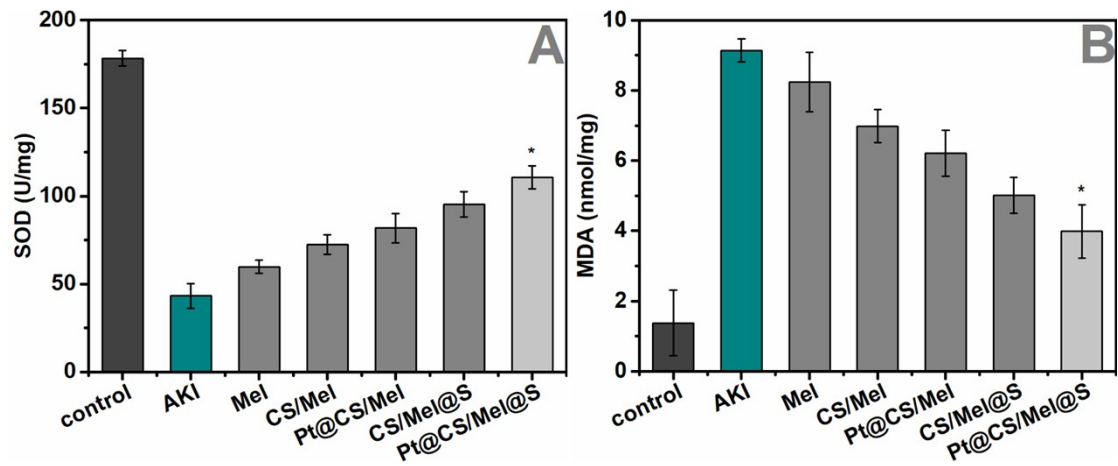 A
SOD (U/mg)
200
150
100
50
0
*
control
AKI
Mel
CS/Mel
Pt@CS/Mel
CS/Mel@S
Pt@CS/Mel@S
B
MDA (nmol/mg)
10
8
6
4
2
0
*
control
AKI
Mel
CS/Mel
Pt@CS/Mel
CS/Mel@S
Pt@CS/Mel@S